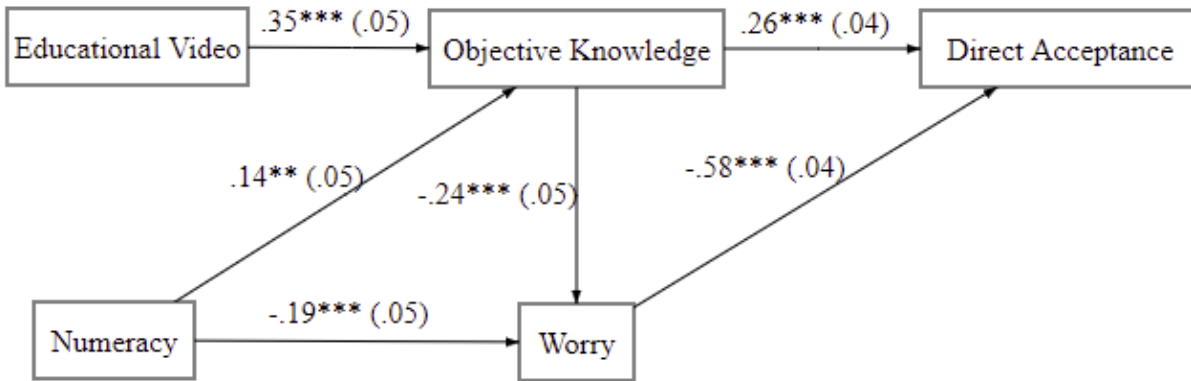 .35*** (.05)
.26*** (.04)
Educational Video
Objective Knowledge
Direct Acceptance
.14** (.05)
-.24*** (.05)
-.58*** (.04)
-.19*** (.05)
Numeracy
Worry